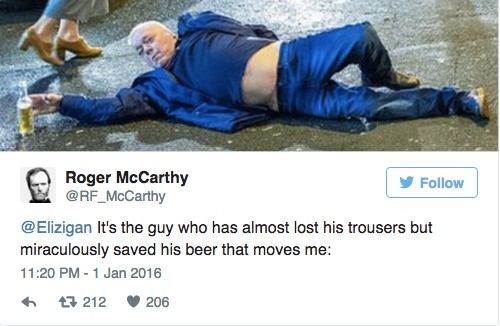 Roger McCarthy
@RF_McCarthy
Follow
@Elizigan It's the guy who has almost lost his trousers but
miraculously saved his beer that moves me:
11:20 PM - 1 Jan 2016
212 206